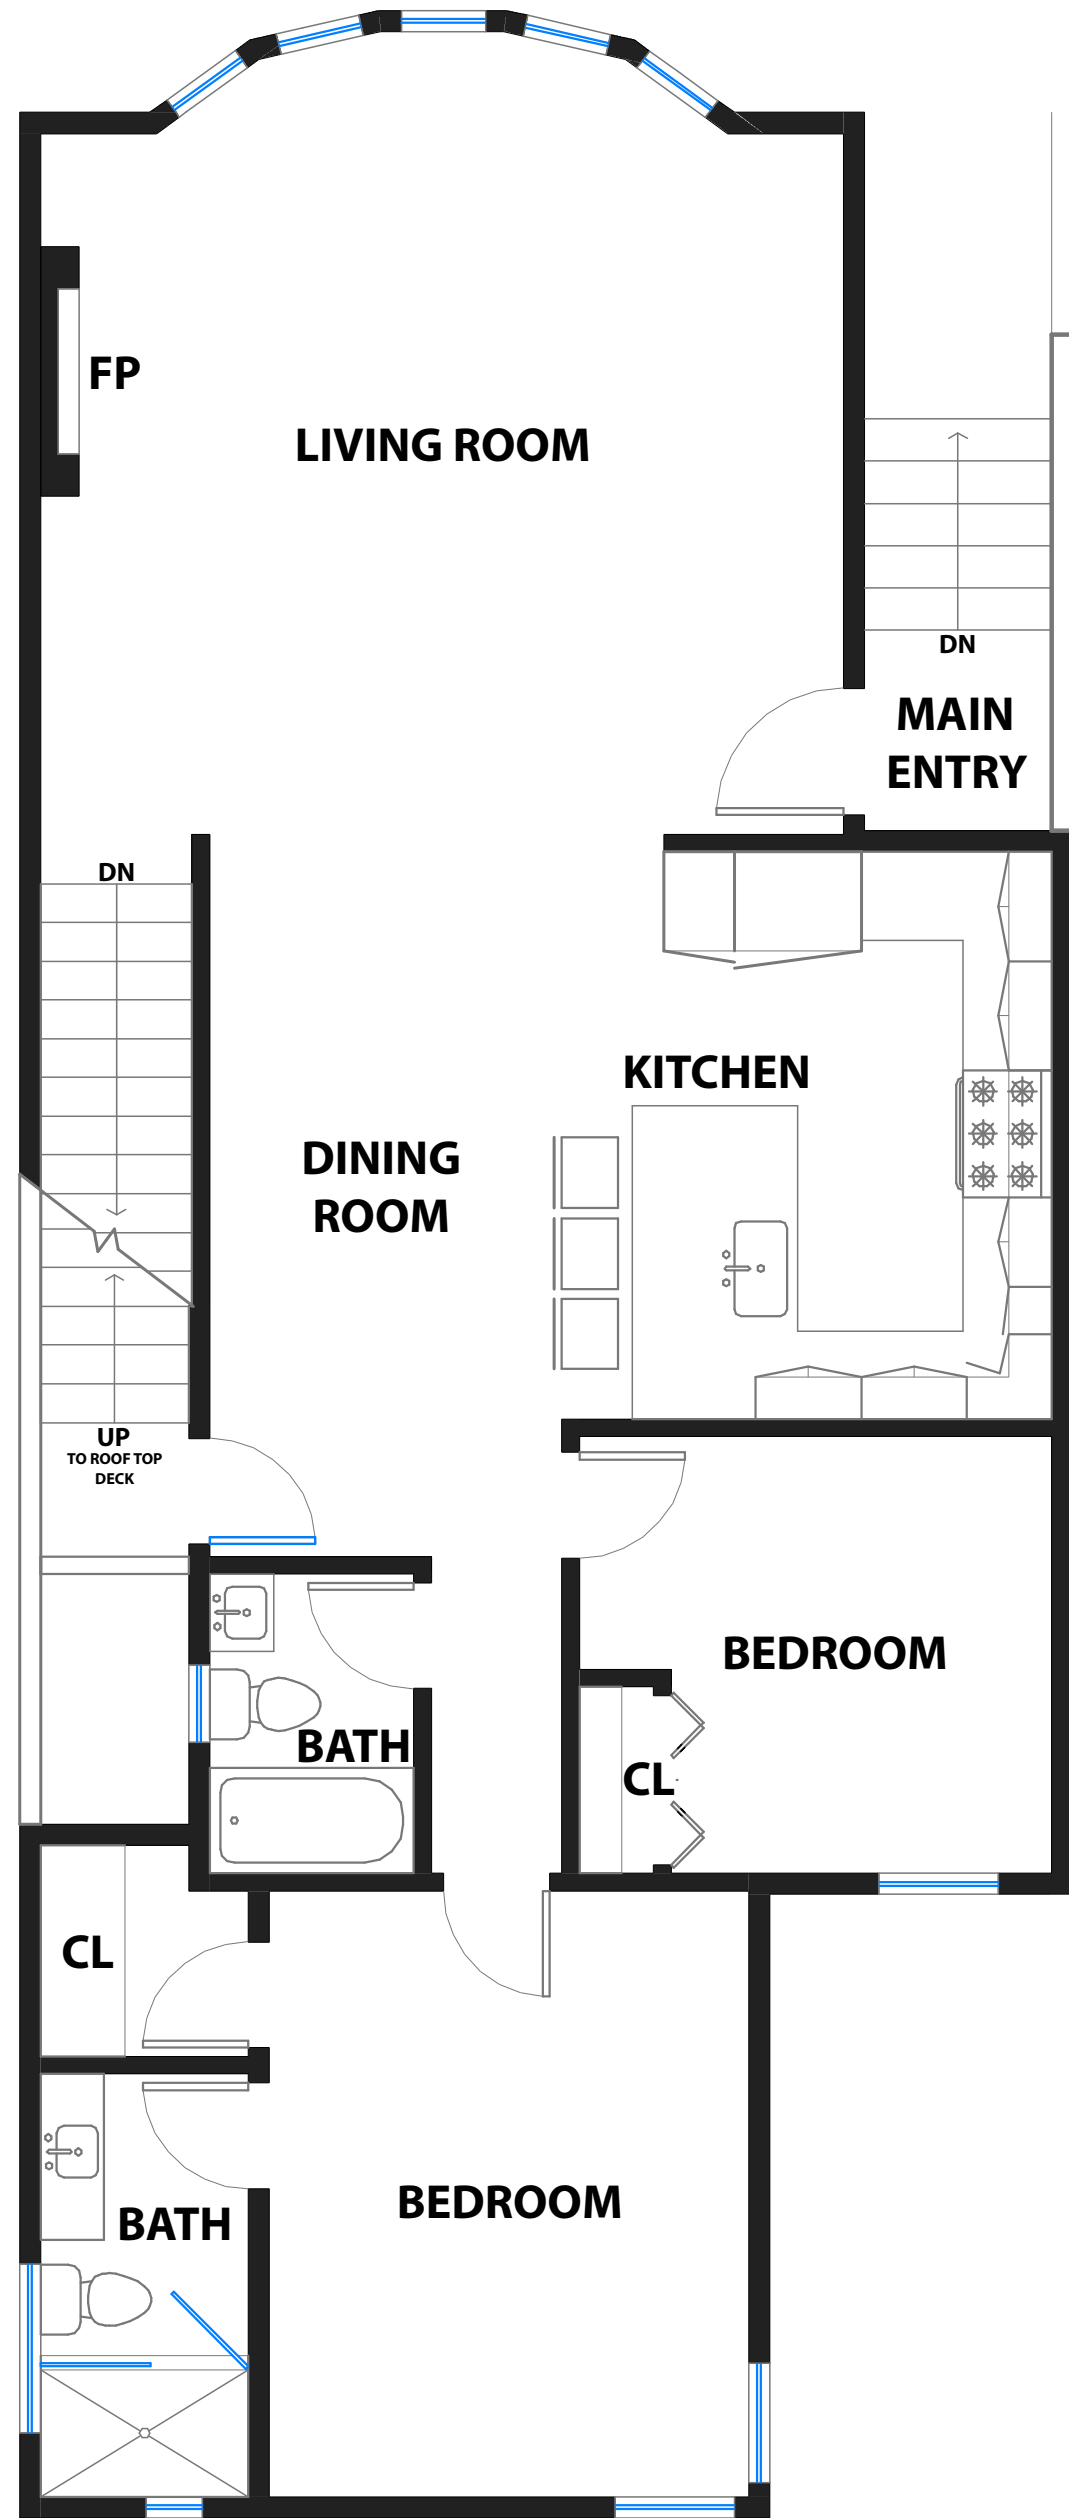 FP
LIVING ROOM
DN
MAIN
ENTRY
DN
KITCHEN
DINING
ROOM
UP
TO ROOF TOP
DECK
BEDROOM
BATH
CL
CL
BEDROOM
BATH